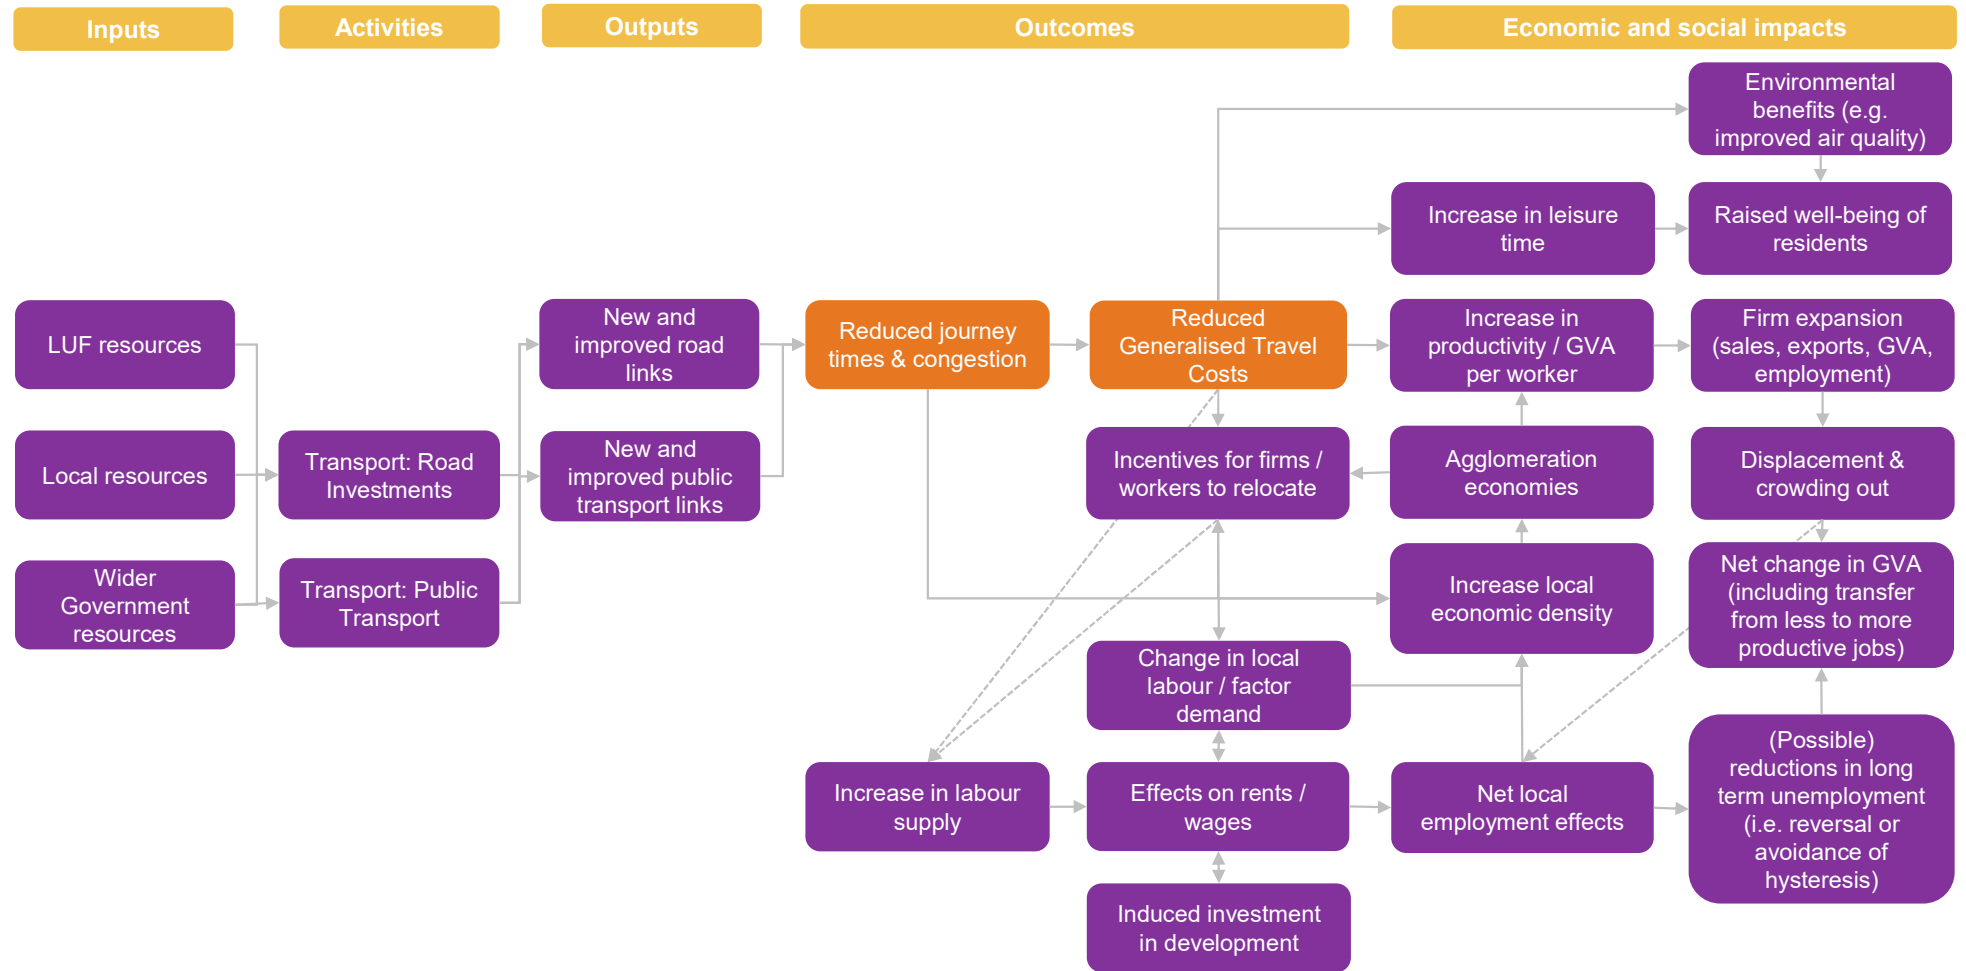 Inputs
Activities
Outputs
Outcomes
Economic and social impacts
Environmental
benefits (e.g.
improved air quality)
Increase in leisure
time
Raised well-being of
residents
LUF resources
New and
improved road
links
Reduced journey
times & congestion
Reduced
Generalised Travel
Costs
Increase in
productivity / GVA
per worker
Firm expansion
(sales, exports, GVA,
employment)
Local resources
Transport: Road
Investments
New and
improved public
transport links
Incentives for firms /
workers to relocate
Agglomeration
economies
Displacement &
crowding out
Wider
Government
resources
Transport: Public
Transport
Increase local
economic density
Net change in GVA
(including transfer
from less to more
productive jobs)
Change in local
labour / factor
demand
Increase in labour
supply
Effects on rents /
wages
Net local
employment effects
(Possible)
reductions in long
term unemployment
(i.e. reversal or
avoidance of
hysteresis)
Induced investment
in development